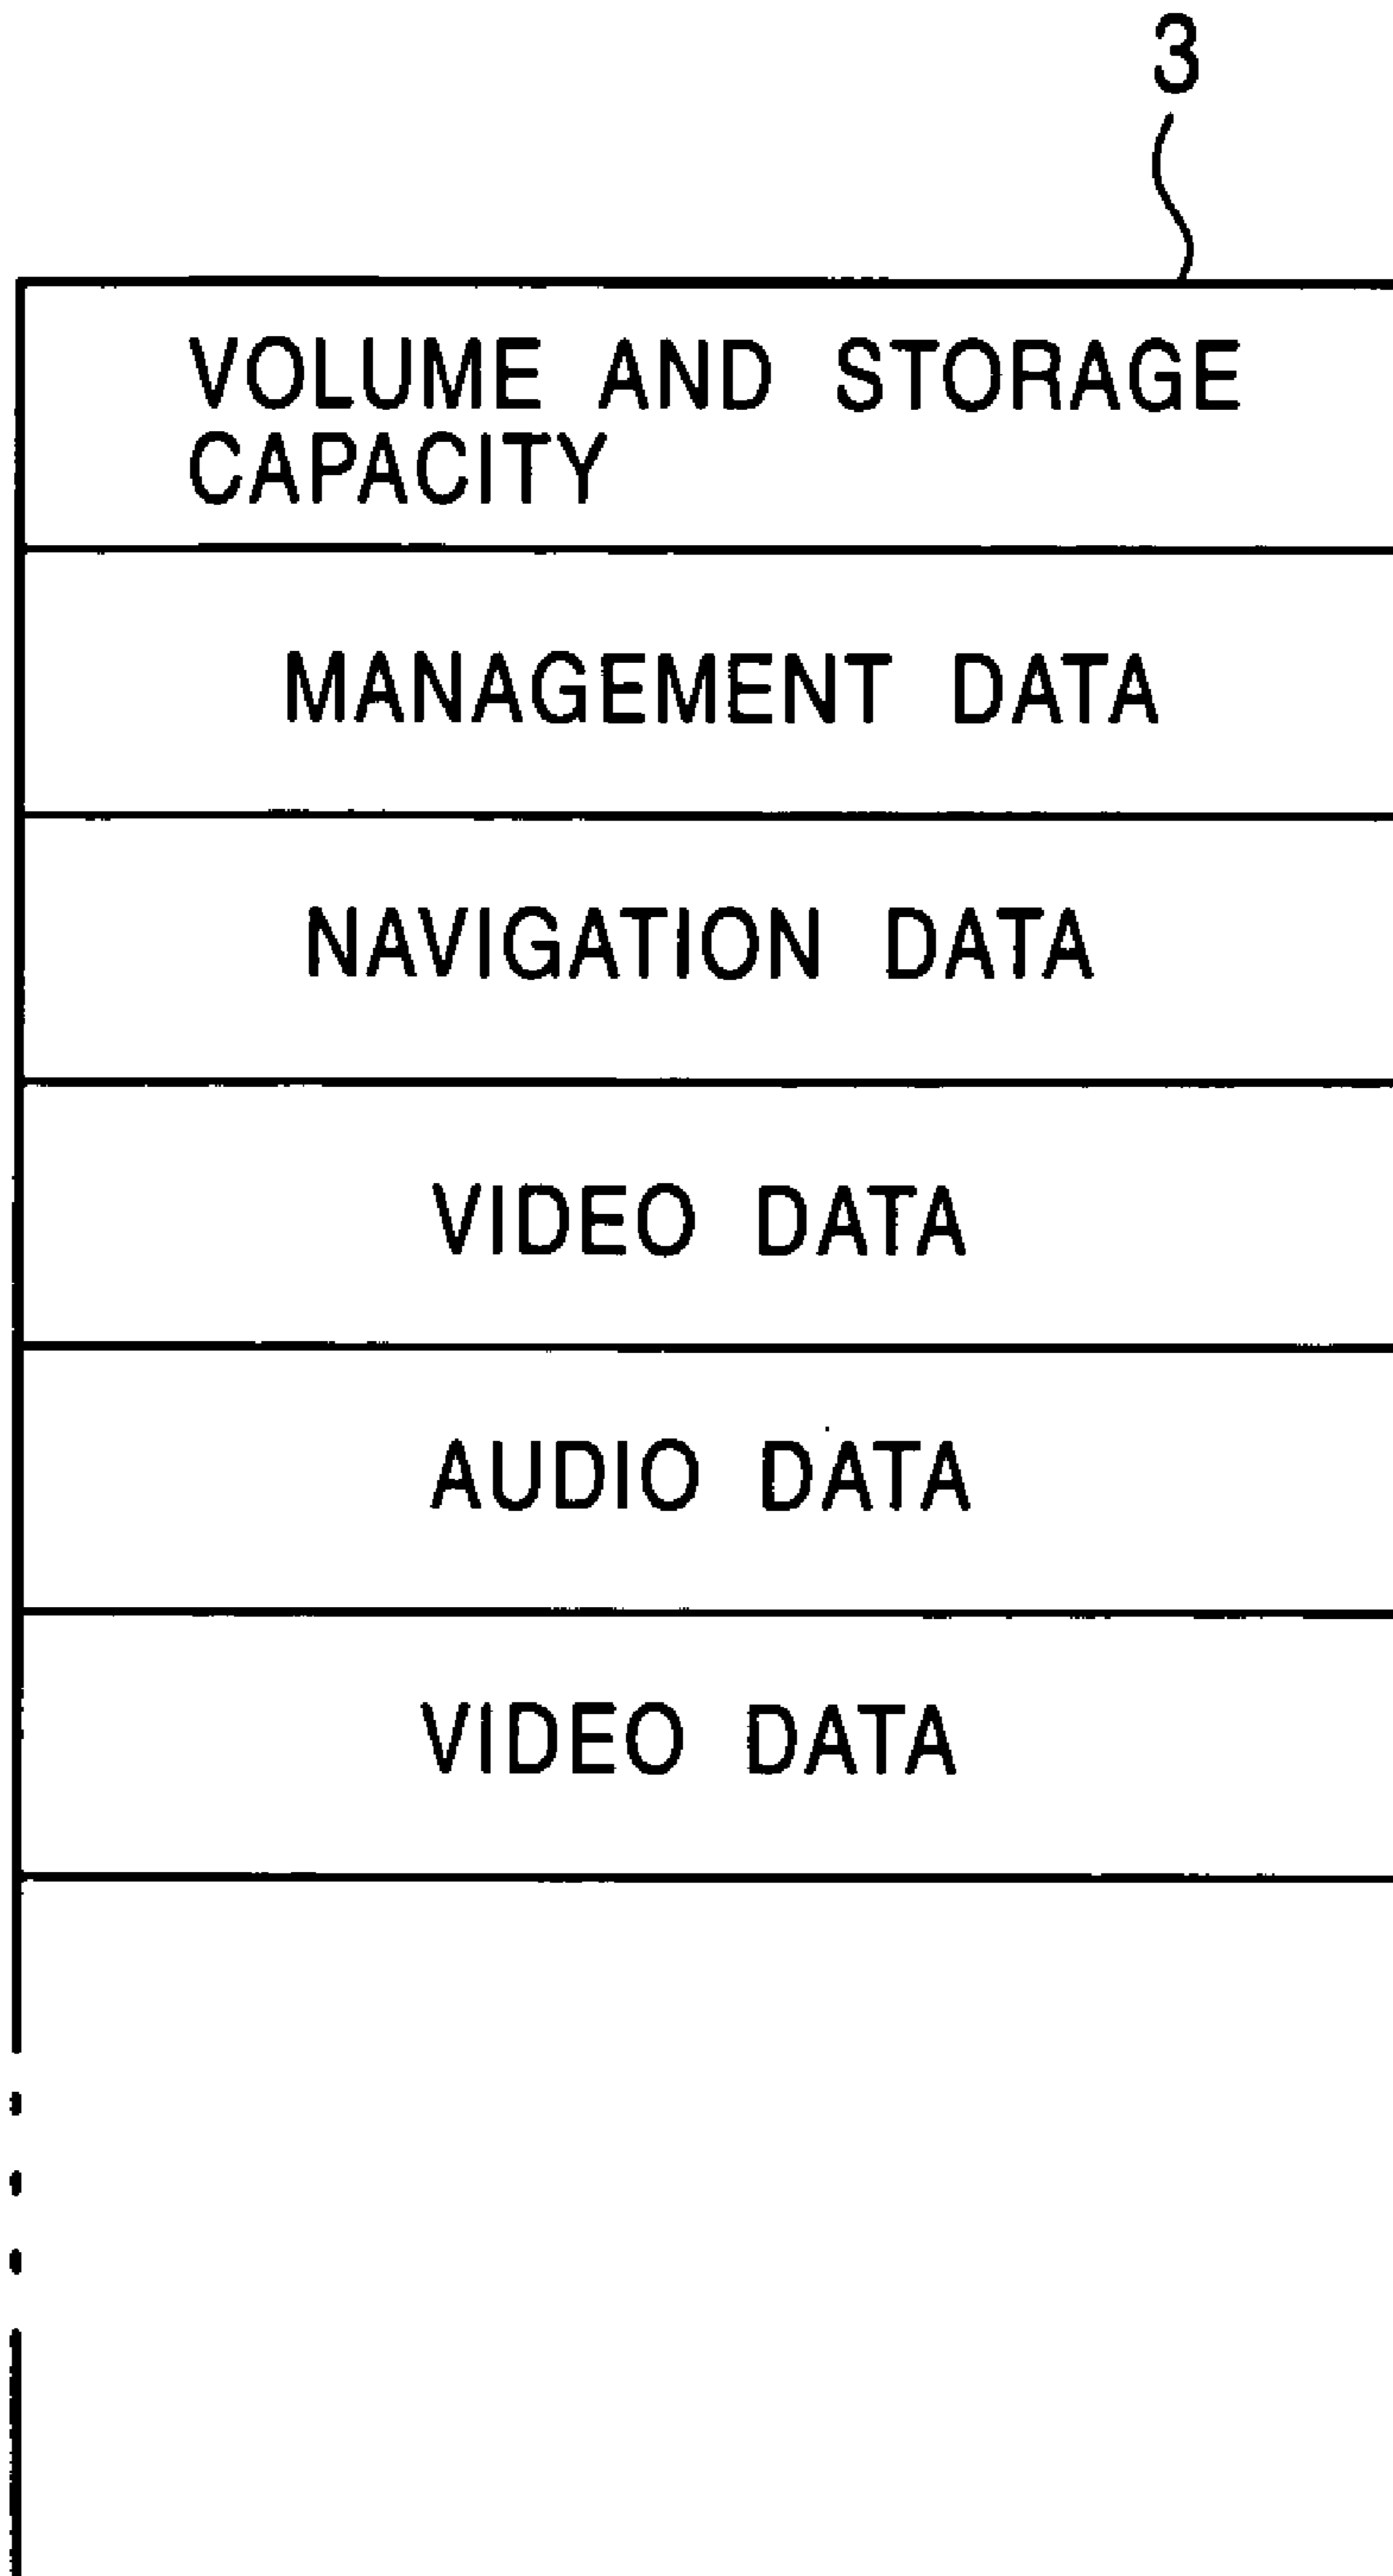 3
VOLUME AND STORAGE
CAPACITY
MANAGEMENT DATA
NAVIGATION DATA
VIDEO DATA
AUDIO DATA
VIDEO DATA